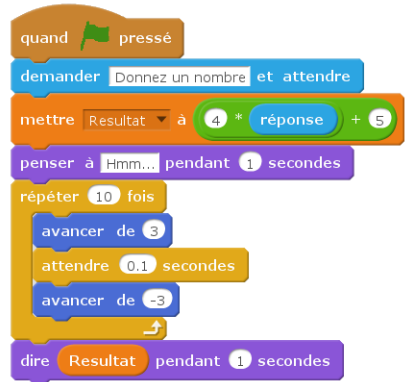 quand pressé
demander Donnez un nombre et attendre
mettre Resultat à 4 * réponse + 5
penser à Hmm... pendant 1 secondes
répéter 10 fois
avancer de 3
attendre 0.1 secondes
avancer de -3
dire Resultat pendant 1 secondes